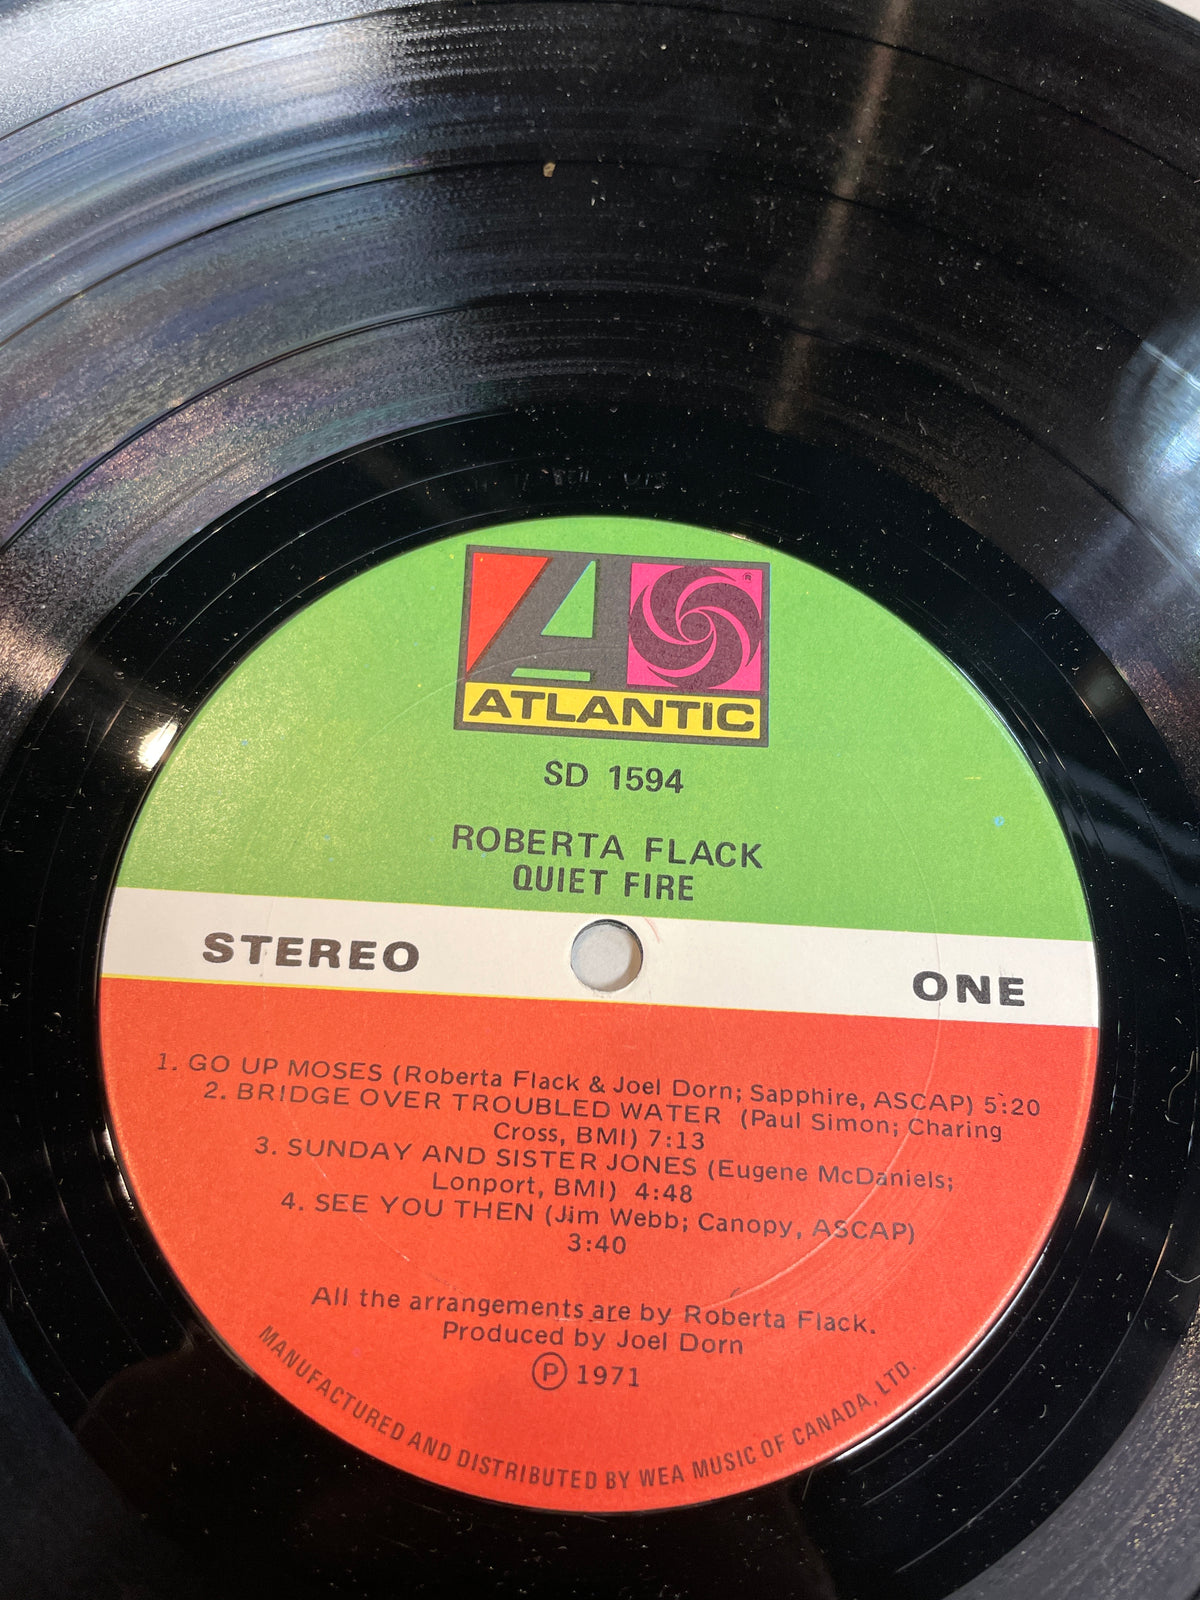 ®
ATLANTIC
SD 1594
ROBERTA FLACK
QUIET FIRE
STEREO
ONE
1. GO UP MOSES (Roberta Flack & Joel Dorn; Sapphire, ASCAP) 5:20
2. BRIDGE OVER TROUBLED WATER (Paul Simon; Charing
Cross, BMI) 7:13
3. SUNDAY AND SISTER JONES (Eugene McDaniels;
Lonport, BMI) 4:48
4. SEE YOU THEN (Jim Webb; Canopy, ASCAP)
3:40
All the arrangements are by Roberta Flack.
Produced by Joel Dorn
Ⓟ 1971
MANUFACTURED AND DISTRIBUTED BY WEA MUSIC OF CANADA, LTD.